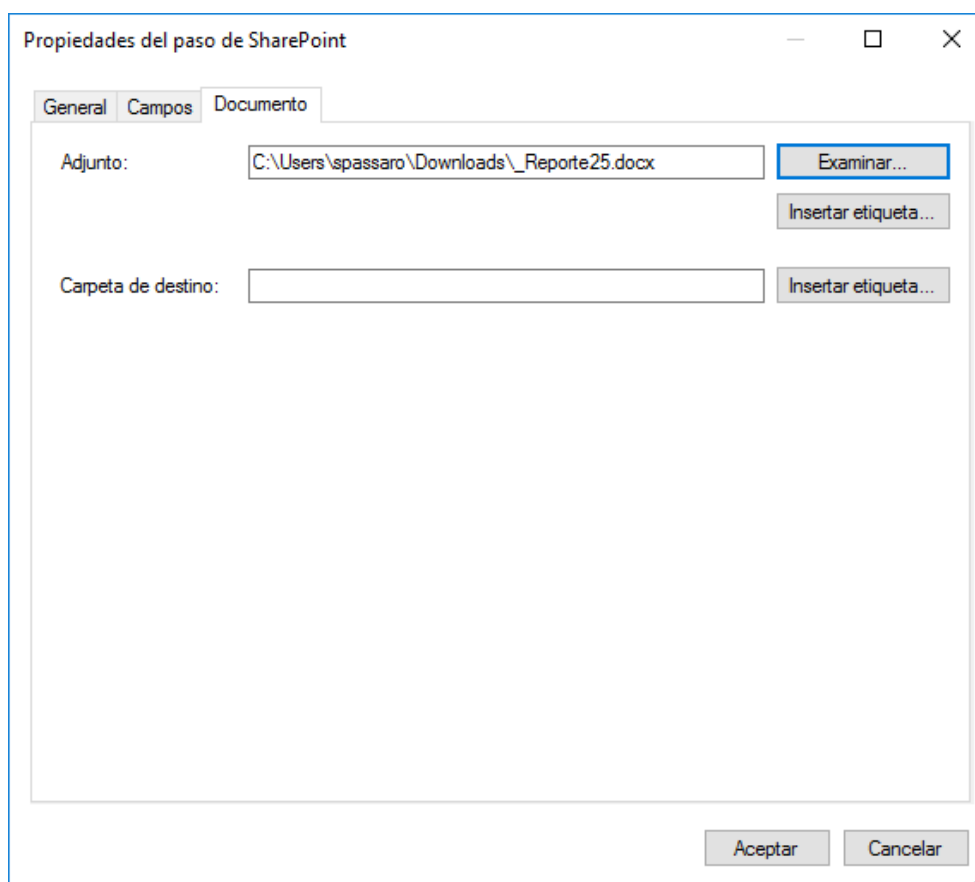 Propiedades del paso de SharePoint
General Campos Documento
Adjunto: C:\Users\spassaro\Downloads\_Reporte25.docx Examinar...
Insertar etiqueta...
Carpeta de destino: Insertar etiqueta...
Aceptar Cancelar